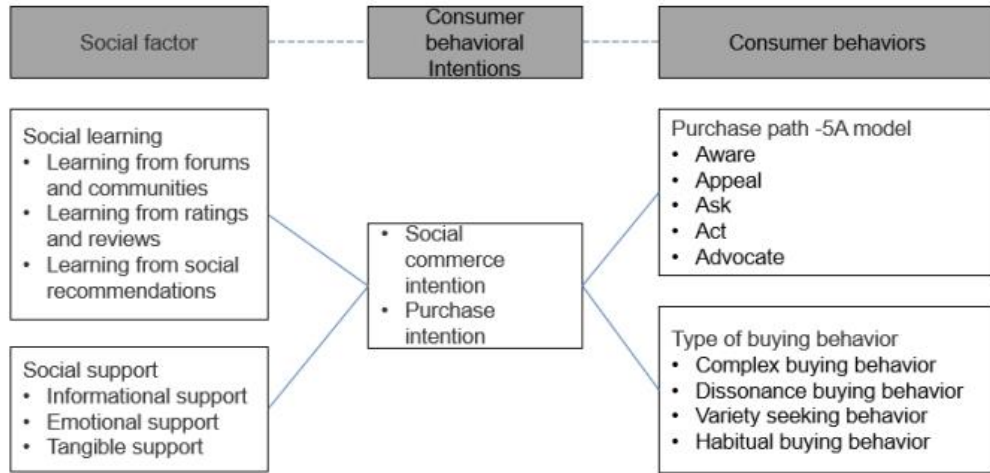 Social factor
Consumer
behavioral
Intentions
Consumer behaviors
Social learning
• Learning from forums
and communities
• Learning from ratings
and reviews
• Learning from social
recommendations
Social support
• Informational support
• Emotional support
• Tangible support
• Social
commerce
intention
• Purchase
intention
Purchase path -5A model
• Aware
• Appeal
• Ask
• Act
• Advocate
Type of buying behavior
• Complex buying behavior
• Dissonance buying behavior
• Variety seeking behavior
• Habitual buying behavior